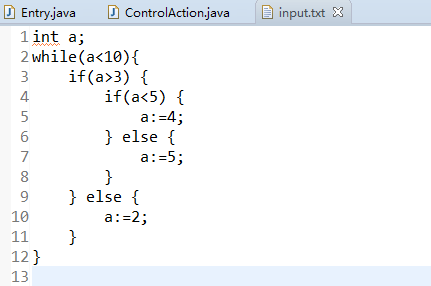 Entry.java ControlAction.java input.txt
1 int a;
2 while(a<10){
3     if(a>3) {
4         if(a<5) {
5             a:=4;
6         } else {
7             a:=5;
8         }
9     } else {
10         a:=2;
11     }
12 }
13